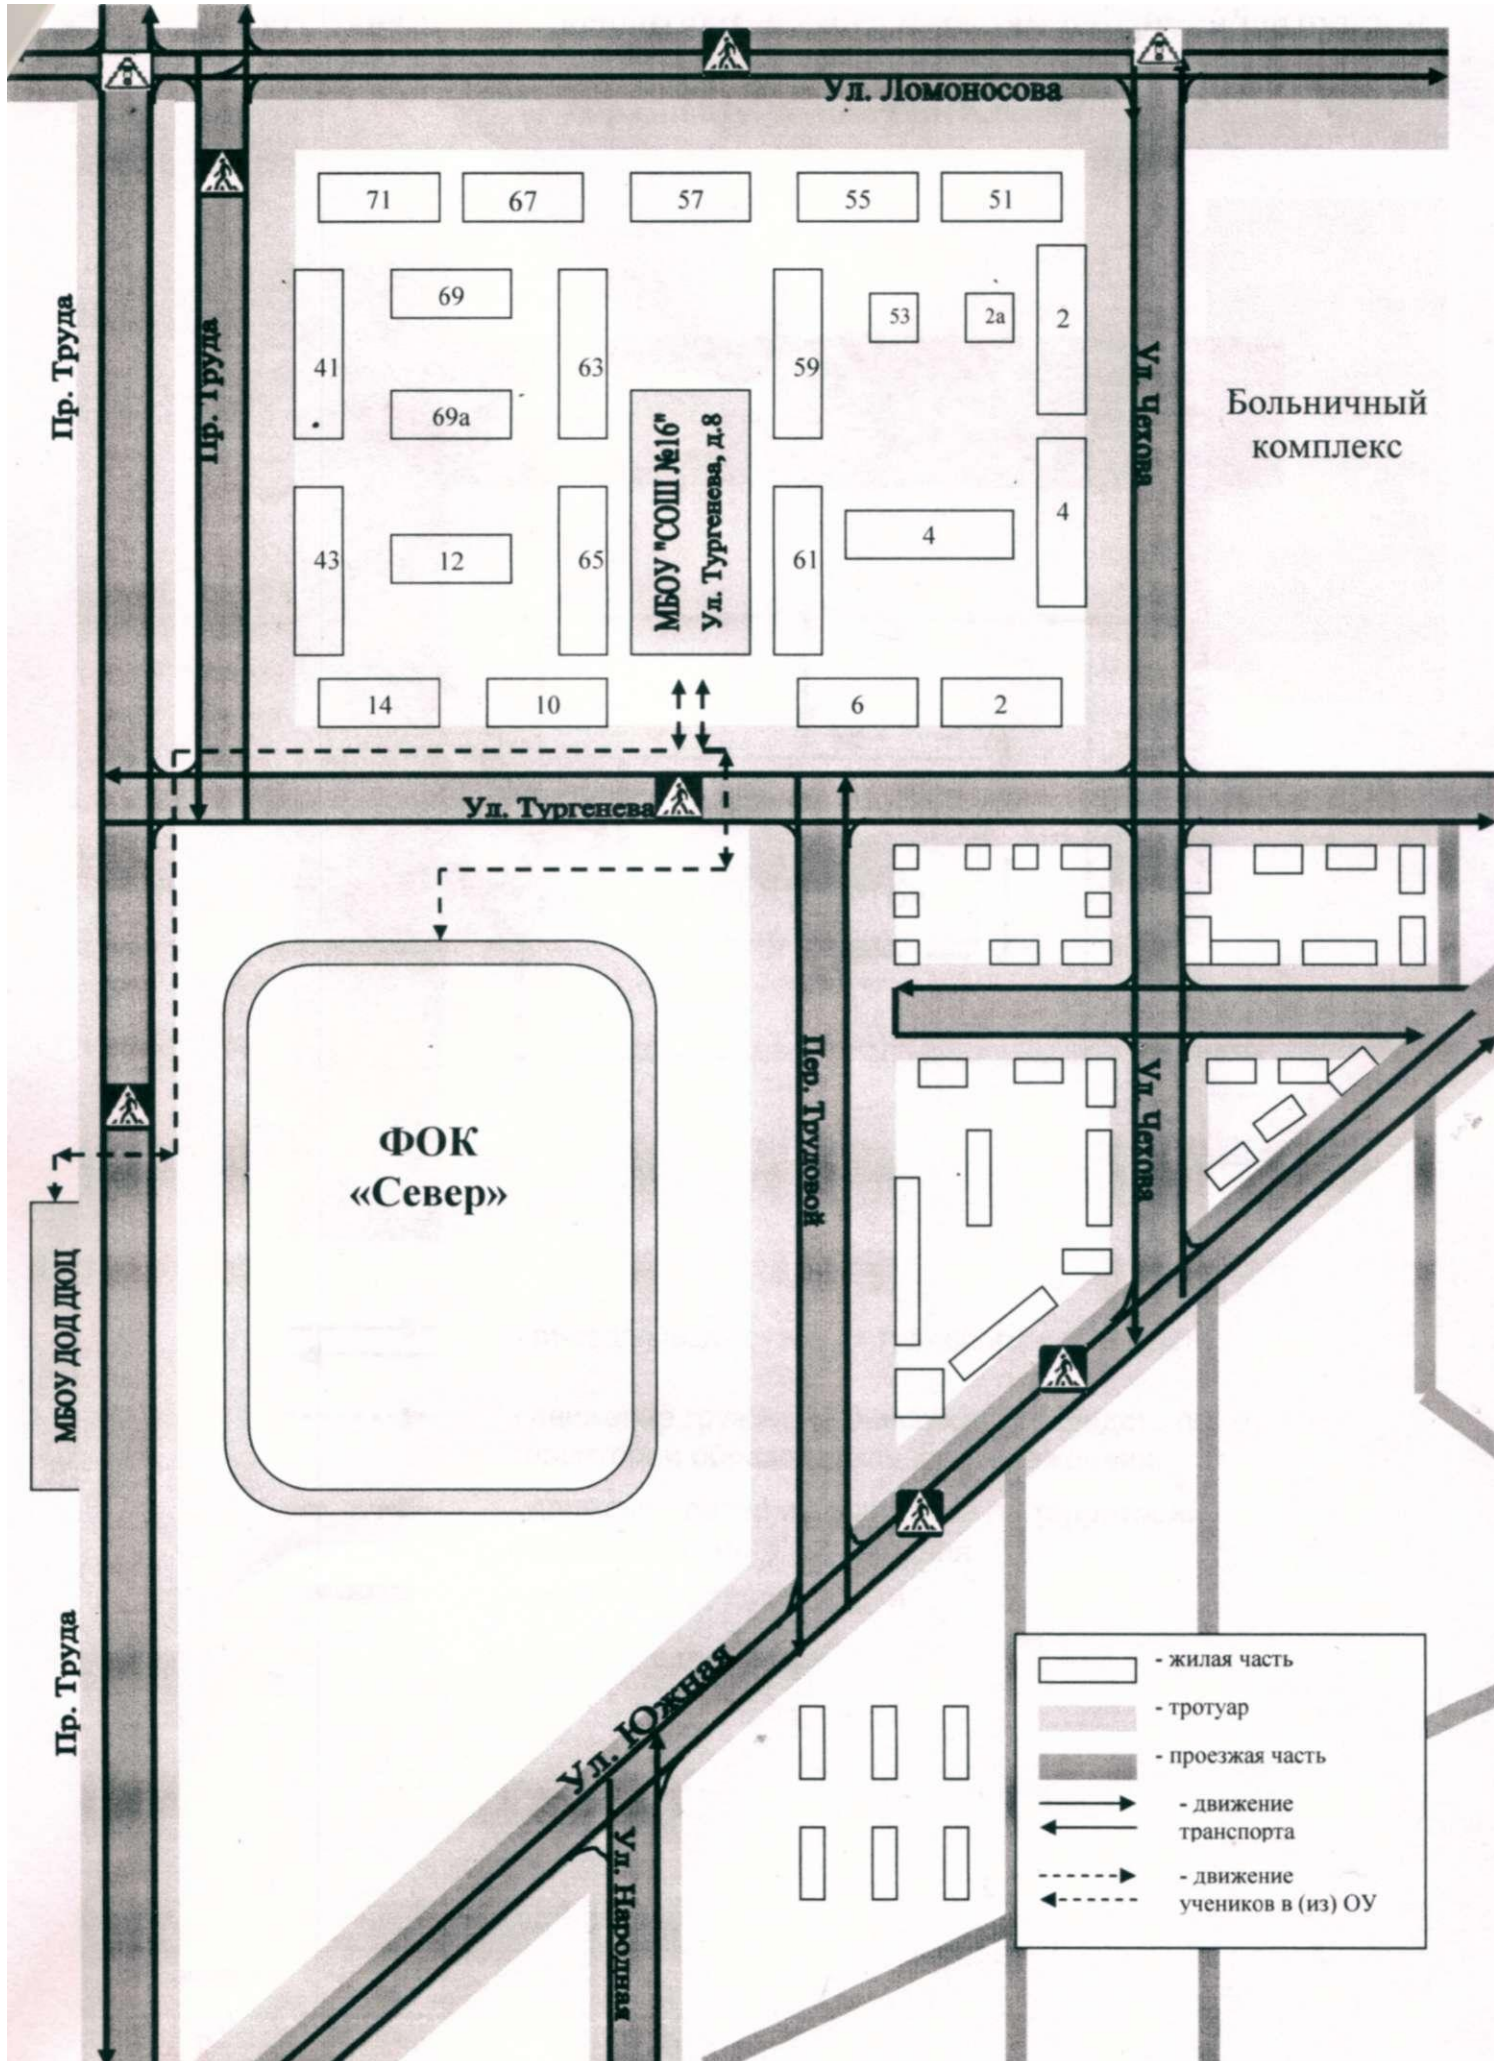 Ул. Ломоносова
71
67
57
55
51
69
53
2а
2
41
63
59
Пр. Труда
Пр. Труда
69а
Ул. Чехова
Больничный
комплекс
МБОУ "СОШ №16"
Ул. Тургенева, д.8
43
12
65
61
4
4
14
10
6
2
Ул. Тургенева
Пер. Трудовой
Ул. Чехова
ФОК
«Север»
МБОУ ДОД ДЮЦ
Пр. Труда
Ул. Южная
Ул. Народная
- жилая часть
- тротуар
- проезжая часть
- движение
транспорта
- движение
учеников в (из) ОУ